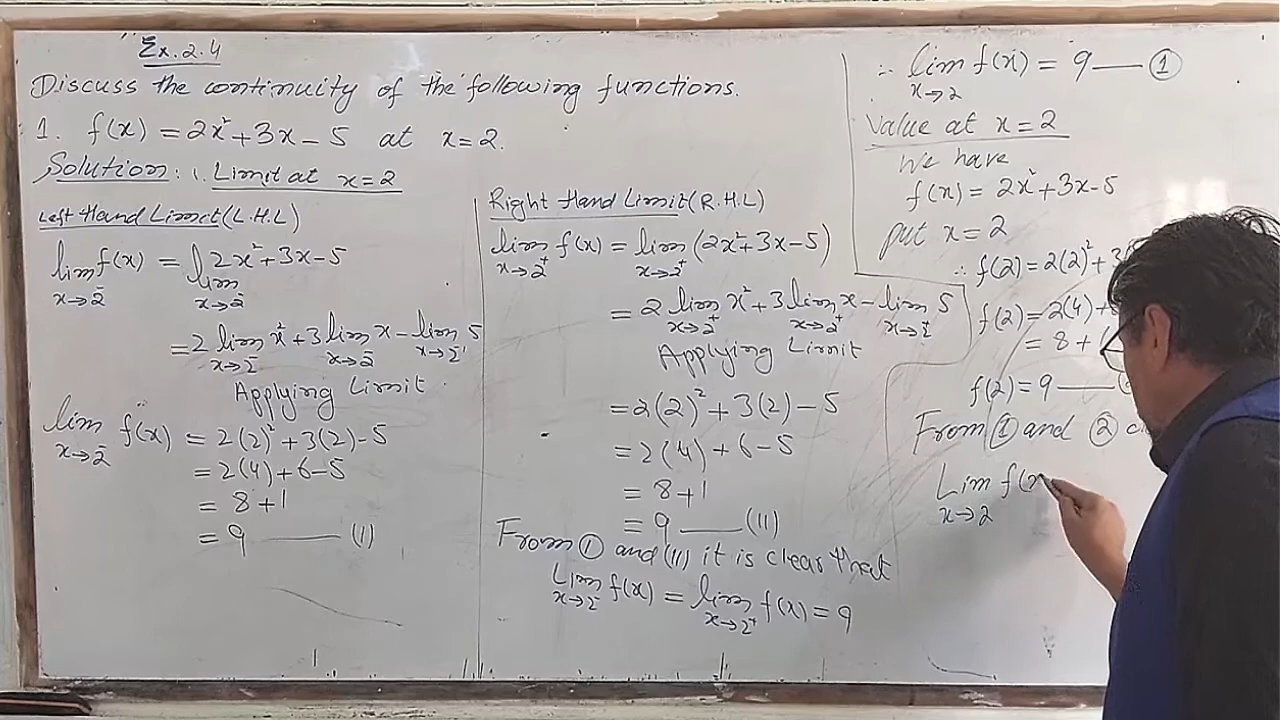 Ex. 2.4
Discuss the continuity of the following functions.
1. f(x) = 2x² + 3x - 5 at x = 2.
Solution: 1. Limit at x = 2
Left Hand Limit (L.H.L)
lim f(x) = lim 2x² + 3x - 5
x→2⁻ x→2⁻
= 2 lim x² + 3 lim x - lim 5
x→2⁻ x→2⁻ x→2⁻
Applying Limit
lim f(x) = 2(2)² + 3(2) - 5
x→2⁻
= 2(4) + 6 - 5
= 8 + 1
= 9 —— (I)
Right Hand Limit (R.H.L)
lim f(x) = lim (2x² + 3x - 5)
x→2⁺ x→2⁺
= 2 lim x² + 3 lim x - lim 5
x→2⁺ x→2⁺ x→2⁺
Applying Limit
= 2(2)² + 3(2) - 5
= 2(4) + 6 - 5
= 8 + 1
= 9 —— (II)
From ① and (II) it is clear that
Lim f(x) = lim f(x) = 9
x→2⁻ x→2⁺
∴ lim f(x) = 9 —— ①
x→2
Value at x = 2
We have
f(x) = 2x² + 3x - 5
put x = 2
∴ f(2) = 2(2)² + 3(
f(2) = 2(4) +
= 8 +
f(2) = 9 ——
From ① and ②
Lim f(x
x→2